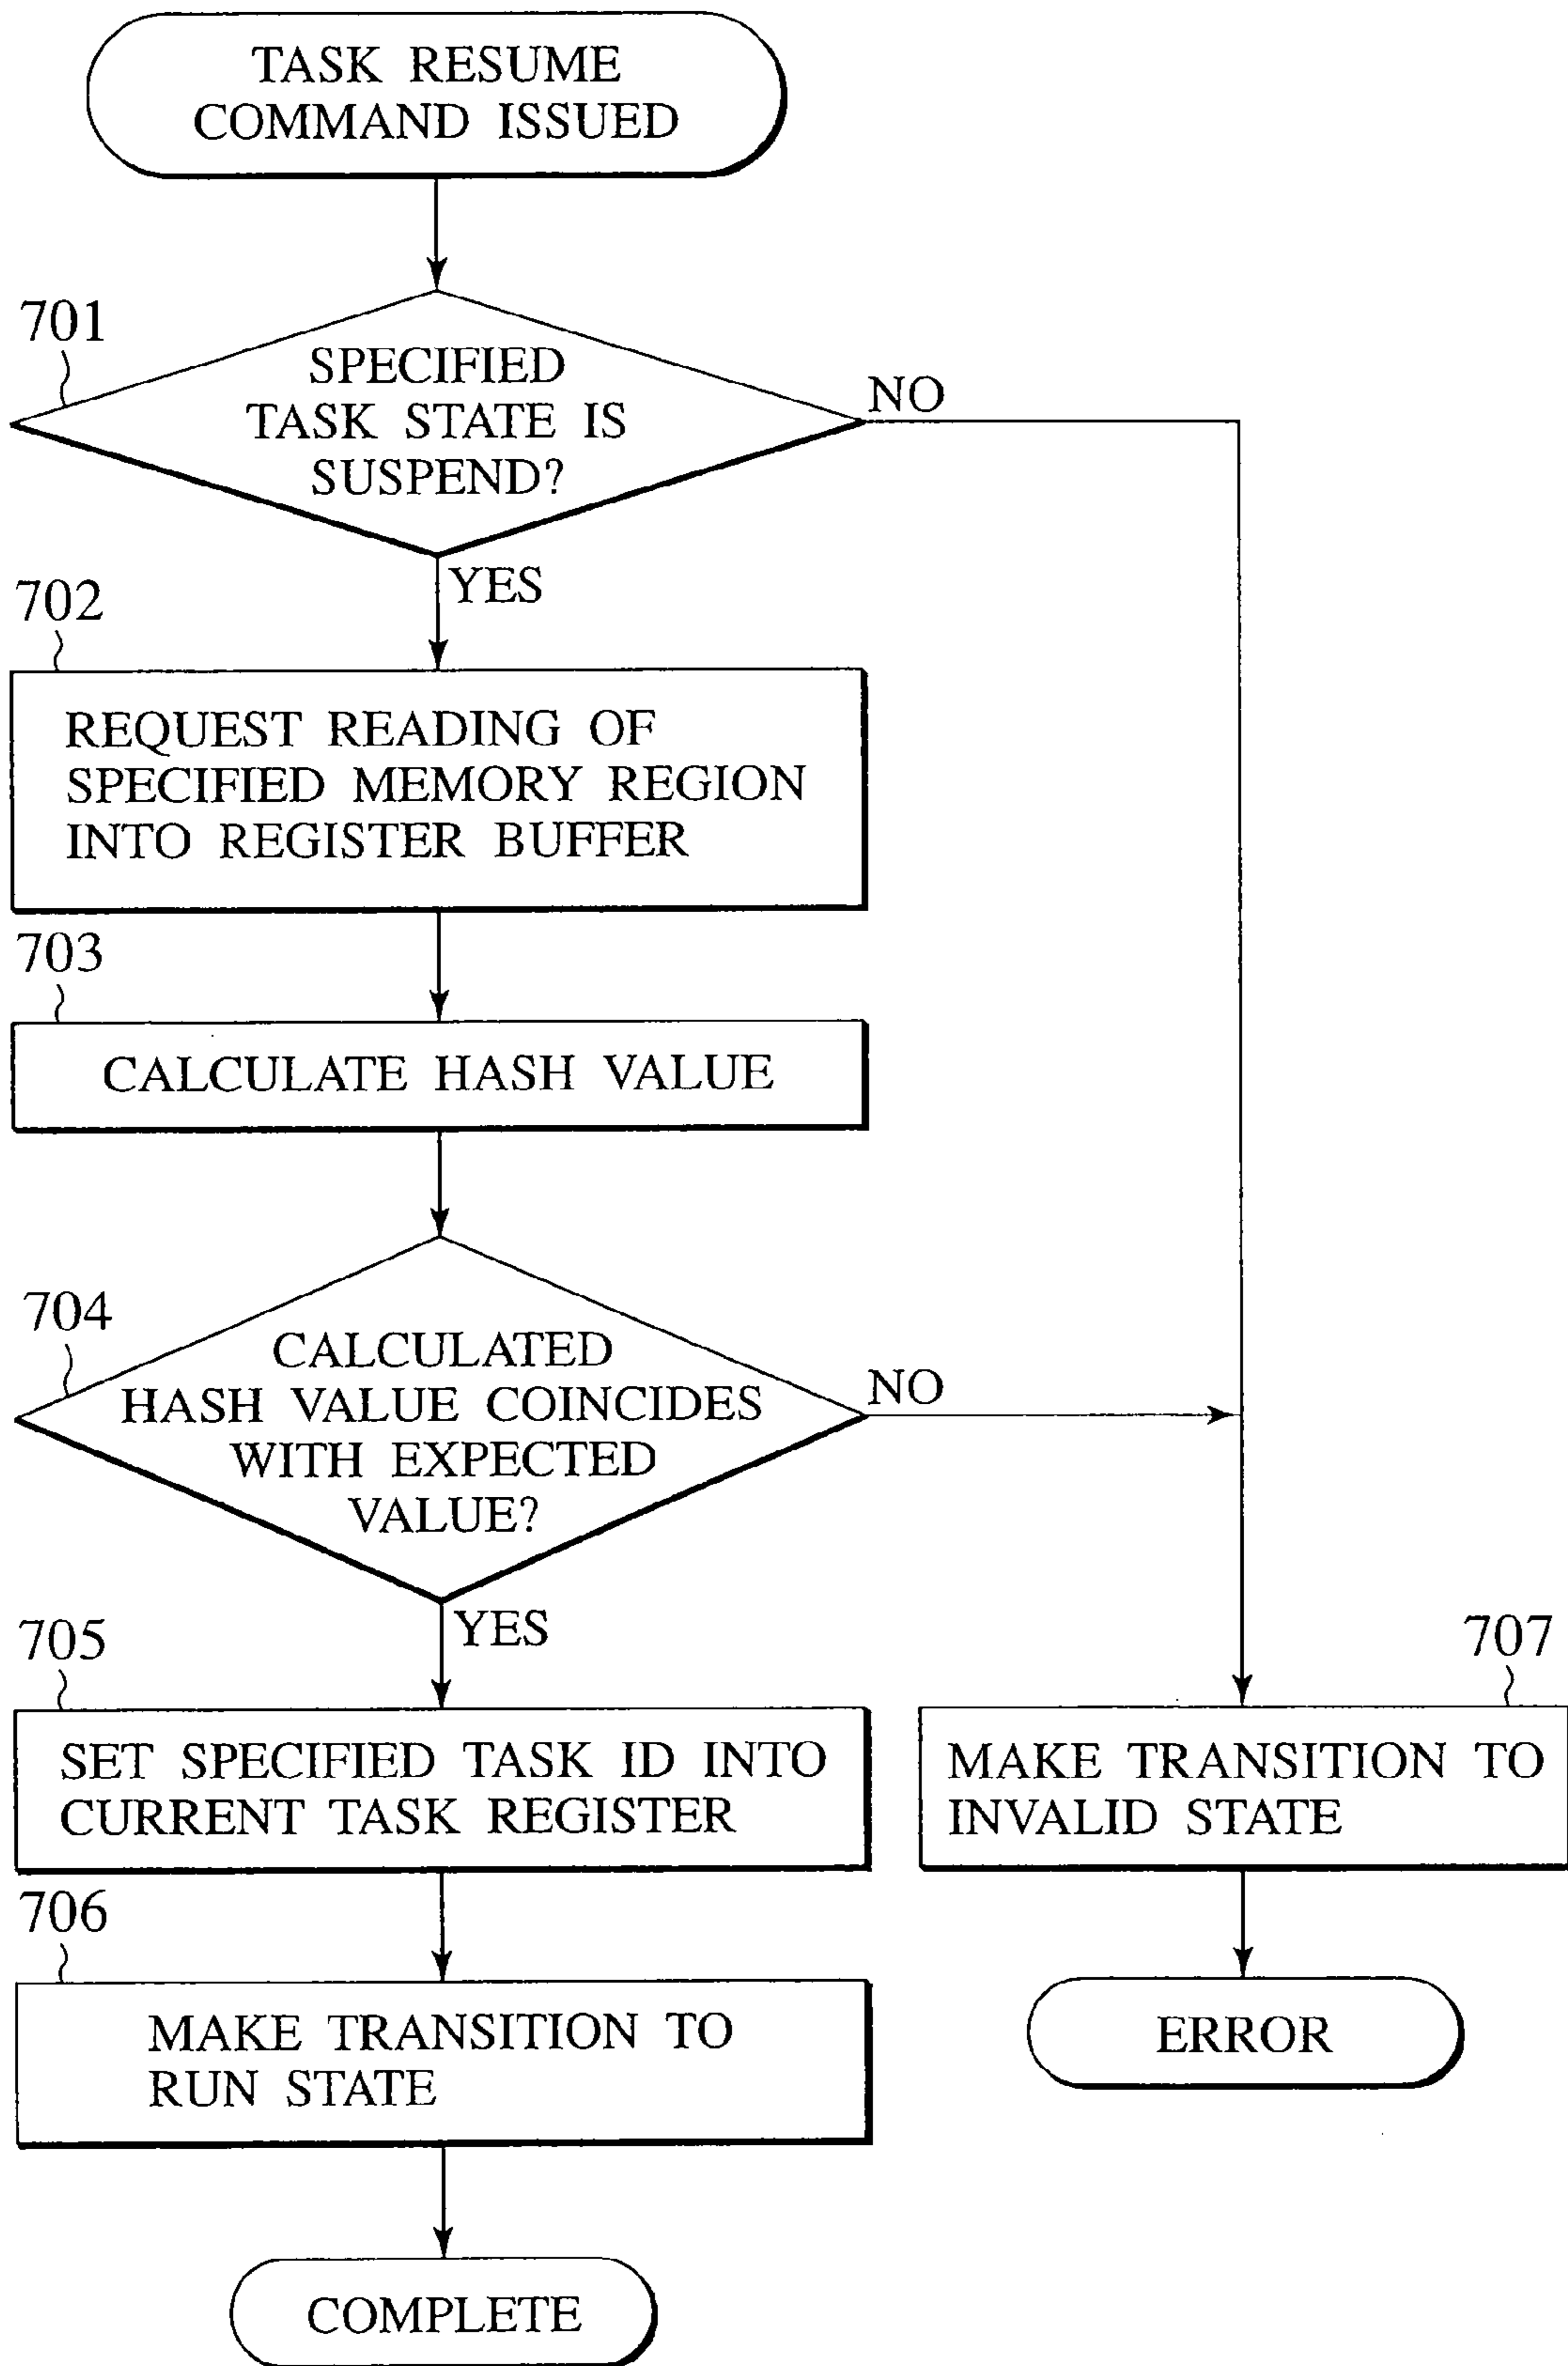 TASK RESUME
COMMAND ISSUED
701
SPECIFIED
TASK STATE IS
SUSPEND?
NO
YES
702
REQUEST READING OF
SPECIFIED MEMORY REGION
INTO REGISTER BUFFER
703
CALCULATE HASH VALUE
704
CALCULATED
HASH VALUE COINCIDES
WITH EXPECTED
VALUE?
NO
YES
705
SET SPECIFIED TASK ID INTO
CURRENT TASK REGISTER
707
MAKE TRANSITION TO
INVALID STATE
706
MAKE TRANSITION TO
RUN STATE
ERROR
COMPLETE